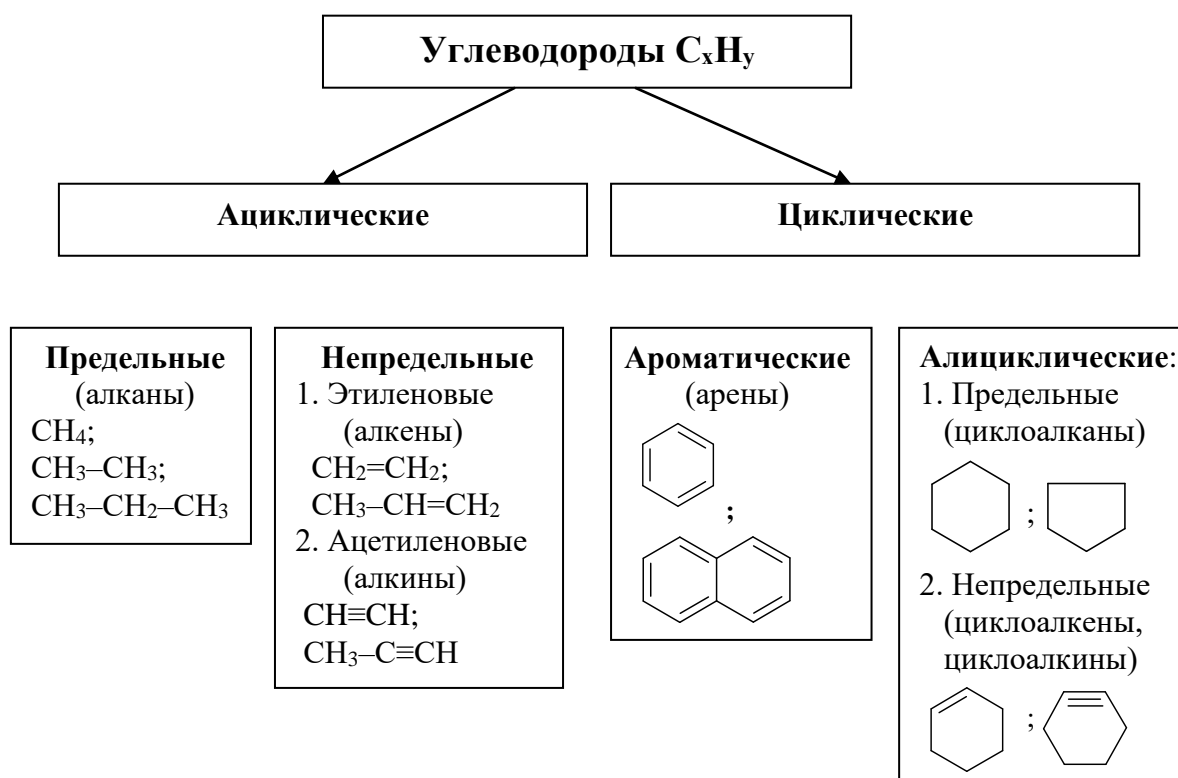 Углеводороды CₓHᵧ
Ациклические
Циклические
Предельные
(алканы)
CH₄;
CH₃–CH₃;
CH₃–CH₂–CH₃
Непредельные
1. Этиленовые
(алкены)
CH₂=CH₂;
CH₃–CH=CH₂
2. Ацетиленовые
(алкины)
CH≡CH;
CH₃–C≡CH
Ароматические
(арены)
;
Алициклические:
1. Предельные
(циклоалканы)
;
2. Непредельные
(циклоалкены,
циклоалкины)
;